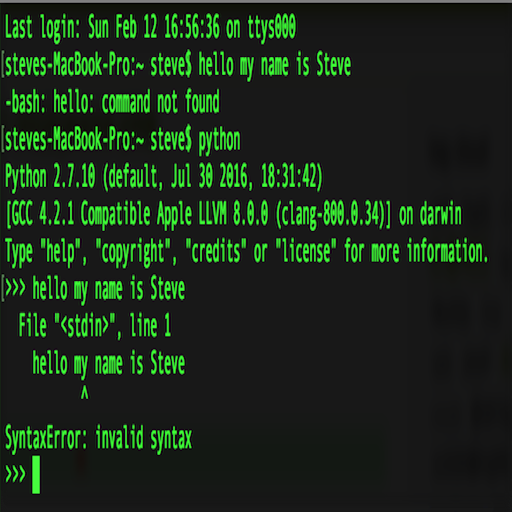 Last login: Sun Feb 12 16:56:36 on ttys000
[steves-MacBook-Pro:~ steve$ hello my name is Steve
-bash: hello: command not found
[steves-MacBook-Pro:~ steve$ python
Python 2.7.10 (default, Jul 30 2016, 18:31:42)
[GCC 4.2.1 Compatible Apple LLVM 8.0.0 (clang-800.0.34)] on darwin
Type "help", "copyright", "credits" or "license" for more information.
[>>> hello my name is Steve
  File "<stdin>", line 1
    hello my name is Steve
           ^
SyntaxError: invalid syntax
>>>